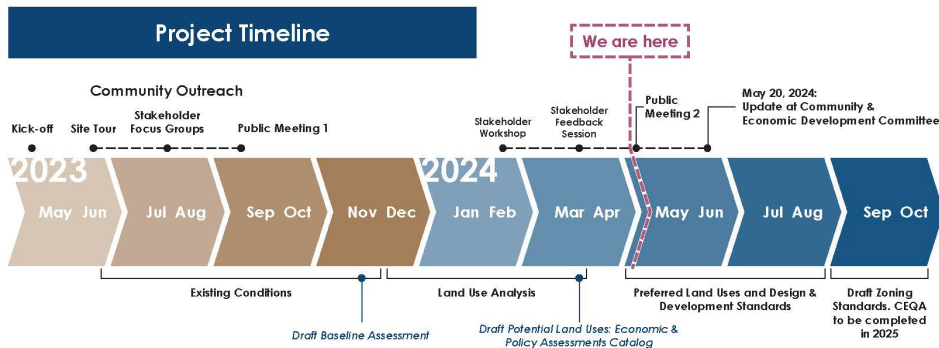 Project Timeline
We are here
Community Outreach
Kick-off
Site Tour
Stakeholder
Focus Groups
Public Meeting 1
Stakeholder
Workshop
Stakeholder
Feedback
Session
Public
Meeting 2
May 20, 2024:
Update at Community &
Economic Development Committee
2023
2024
May Jun
Jul Aug
Sep Oct
Nov Dec
Jan Feb
Mar Apr
May Jun
Jul Aug
Sep Oct
Existing Conditions
Land Use Analysis
Preferred Land Uses and Design &
Development Standards
Draft Zoning
Standards. CEQA
to be completed
in 2025
Draft Baseline Assessment
Draft Potential Land Uses: Economic &
Policy Assessments Catalog